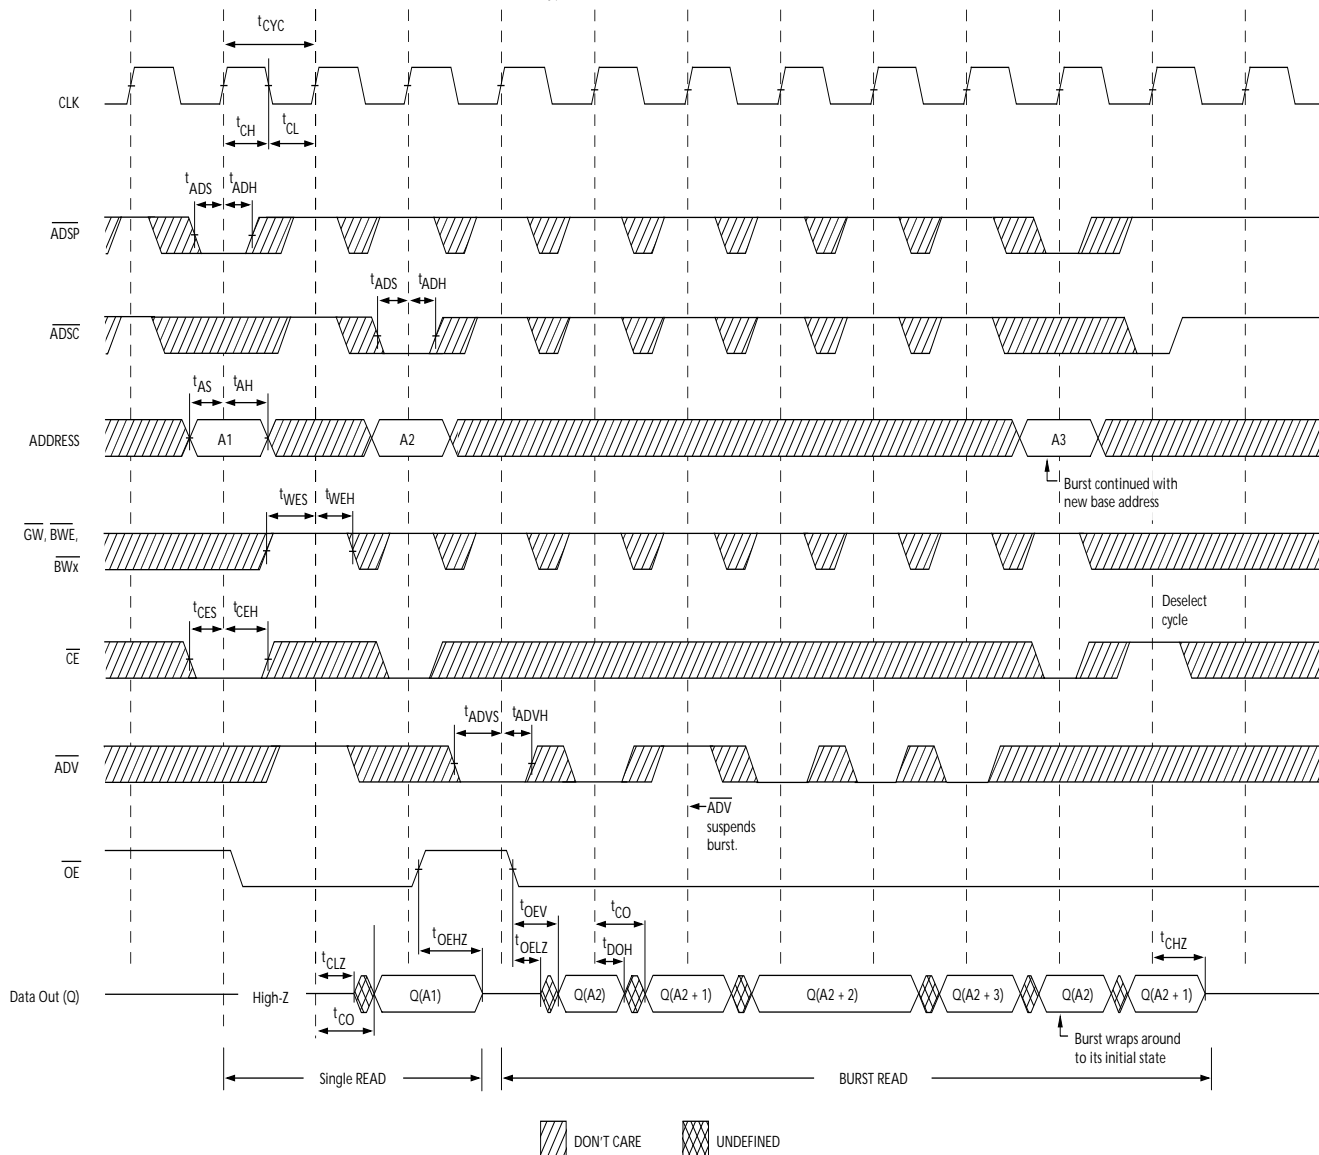 tCYC
CLK
tCH
tCL
tADS
tADH
ADSP
tADS
tADH
ADSC
tAS
tAH
ADDRESS
A1
A2
A3
Burst continued with
new base address
tWES
tWEH
GW, BWE,
BWx
Deselect
cycle
tCES
tCEH
CE
tADVS
tADVH
ADV
ADV
suspends
burst.
OE
tOEV
tCO
tOEHZ
tOELZ
tDOH
tCHZ
tCLZ
Data Out (Q)
High-Z
Q(A1)
Q(A2)
Q(A2 + 1)
Q(A2 + 2)
Q(A2 + 3)
Q(A2)
Q(A2 + 1)
tCO
Burst wraps around
to its initial state
Single READ
BURST READ
DON'T CARE
UNDEFINED